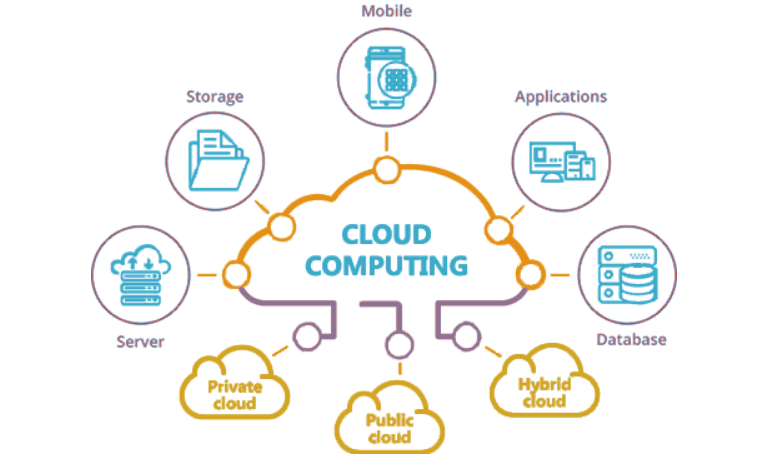 Mobile
Storage
Applications
CLOUD
COMPUTING
Server
Database
Private
cloud
Public
cloud
Hybrid
cloud